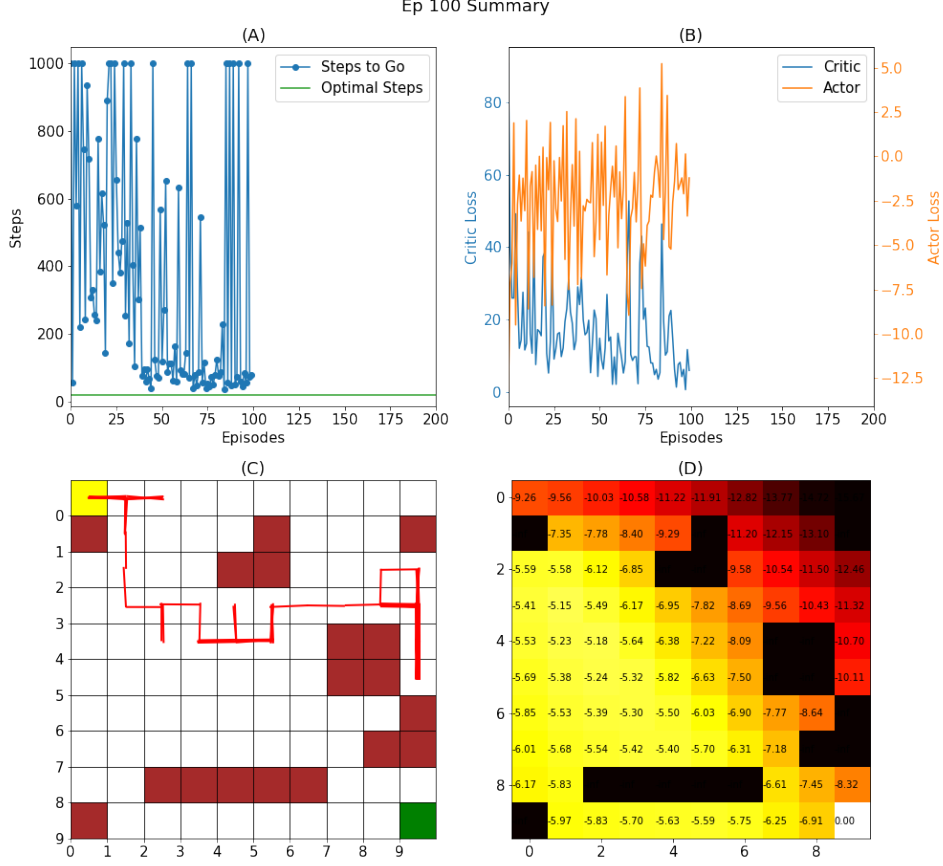 Ep 100 Summary
(A)
(B)
1000
800
600
400
200
0
Steps
Steps to Go
Optimal Steps
0 25 50 75 100 125 150 175 200
Episodes
80
60
40
20
0
Critic Loss
Critic
Actor
5.0
2.5
0.0
-2.5
-5.0
-7.5
-10.0
-12.5
Actor Loss
0 25 50 75 100 125 150 175 200
Episodes
(C)
(D)
0
1
2
3
4
5
6
7
8
9
0 1 2 3 4 5 6 7 8 9
0
2
4
6
8
-9.26 -9.56 -10.03 -10.58 -11.22 -11.91 -12.82 -13.77
-7.35 -7.78 -8.40 -9.29 -11.20 -12.15 -13.10
-5.59 -5.58 -6.12 -6.85 -9.58 -10.54 -11.50 -12.46
-5.41 -5.15 -5.49 -6.17 -6.95 -7.82 -8.69 -9.56 -10.43 -11.32
-5.53 -5.23 -5.18 -5.64 -6.38 -7.22 -8.09 -10.70
-5.69 -5.38 -5.24 -5.32 -5.82 -6.63 -7.50 -10.11
-5.85 -5.53 -5.39 -5.30 -5.50 -6.03 -6.90 -7.77 -8.64
-6.01 -5.68 -5.54 -5.42 -5.40 -5.70 -6.31 -7.18
-6.17 -5.83 -6.61 -7.45 -8.32
-5.97 -5.83 -5.70 -5.63 -5.59 -5.75 -6.25 -6.91 0.00
0 2 4 6 8